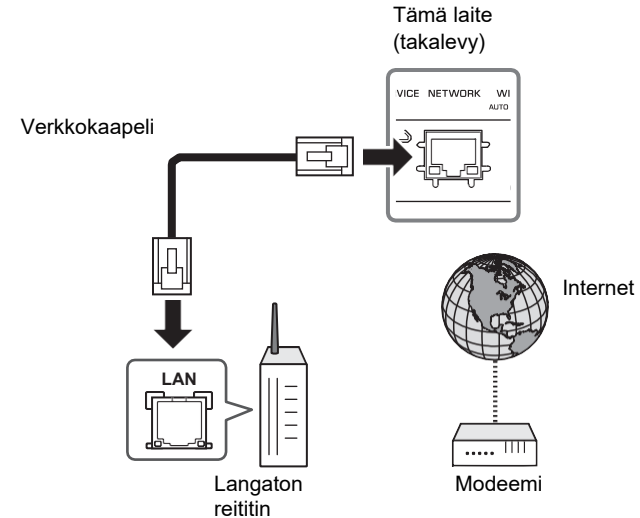 Tämä laite
(takalevy)
VICE NETWORK WI
AUTO
Verkkokaapeli
Internet
LAN
Langaton
reititin
Modeemi